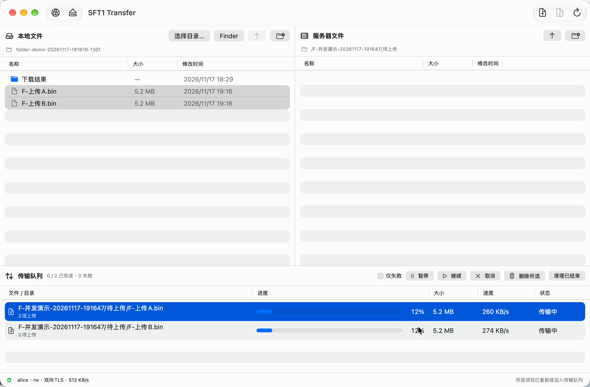 SFT1 Transfer
本地文件
选择目录...
Finder
folder-demo-20261117-181619-1301
名称 大小 修改时间
下载结果 — 2026/11/17 18:29
F-上传A.bin 5.2 MB 2026/11/17 19:16
F-上传B.bin 5.2 MB 2026/11/17 19:16
服务器文件
/F-并发演示-20261117-191647/待上传
名称 大小 修改时间
传输队列 0 / 2 已完成 · 0 失败
仅失败 暂停 继续 取消 删除所选 清理已结束
文件 / 目录 进度 大小 速度 状态
F-并发演示-20261117-191647/待上传/F-上传A.bin 12% 5.2 MB 260 KB/s 传输中
2 项上传
F-并发演示-20261117-191647/待上传/F-上传B.bin 12% 5.2 MB 274 KB/s 传输中
2 项上传
alice · rw · 双向TLS · 512 KB/s
所选项目已复制或加入传输队列